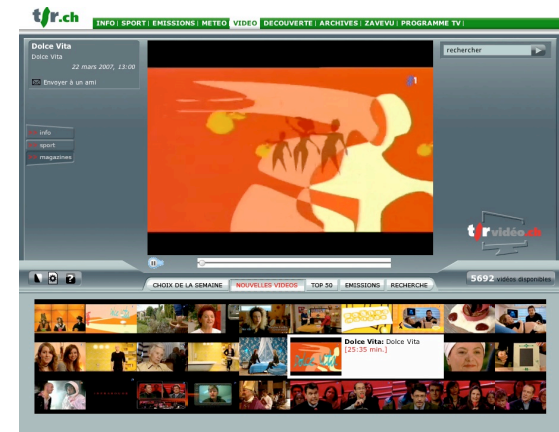 tsr.ch
INFO | SPORT | EMISSIONS | METEO | VIDEO | DECOUVERTE | ARCHIVES | ZAVEVU | PROGRAMME TV |
Dolce Vita
Dolce Vita
22 mars 2007, 13:00
Envoyer à un ami
rechercher
1
info
sport
magazines
tsrvidéo.ch
?
CHOIX DE LA SEMAINE
NOUVELLES VIDEOS
TOP 50
EMISSIONS
RECHERCHE
5692 vidéos disponibles
Dolce Vita: Dolce Vita
[25:35 min.]